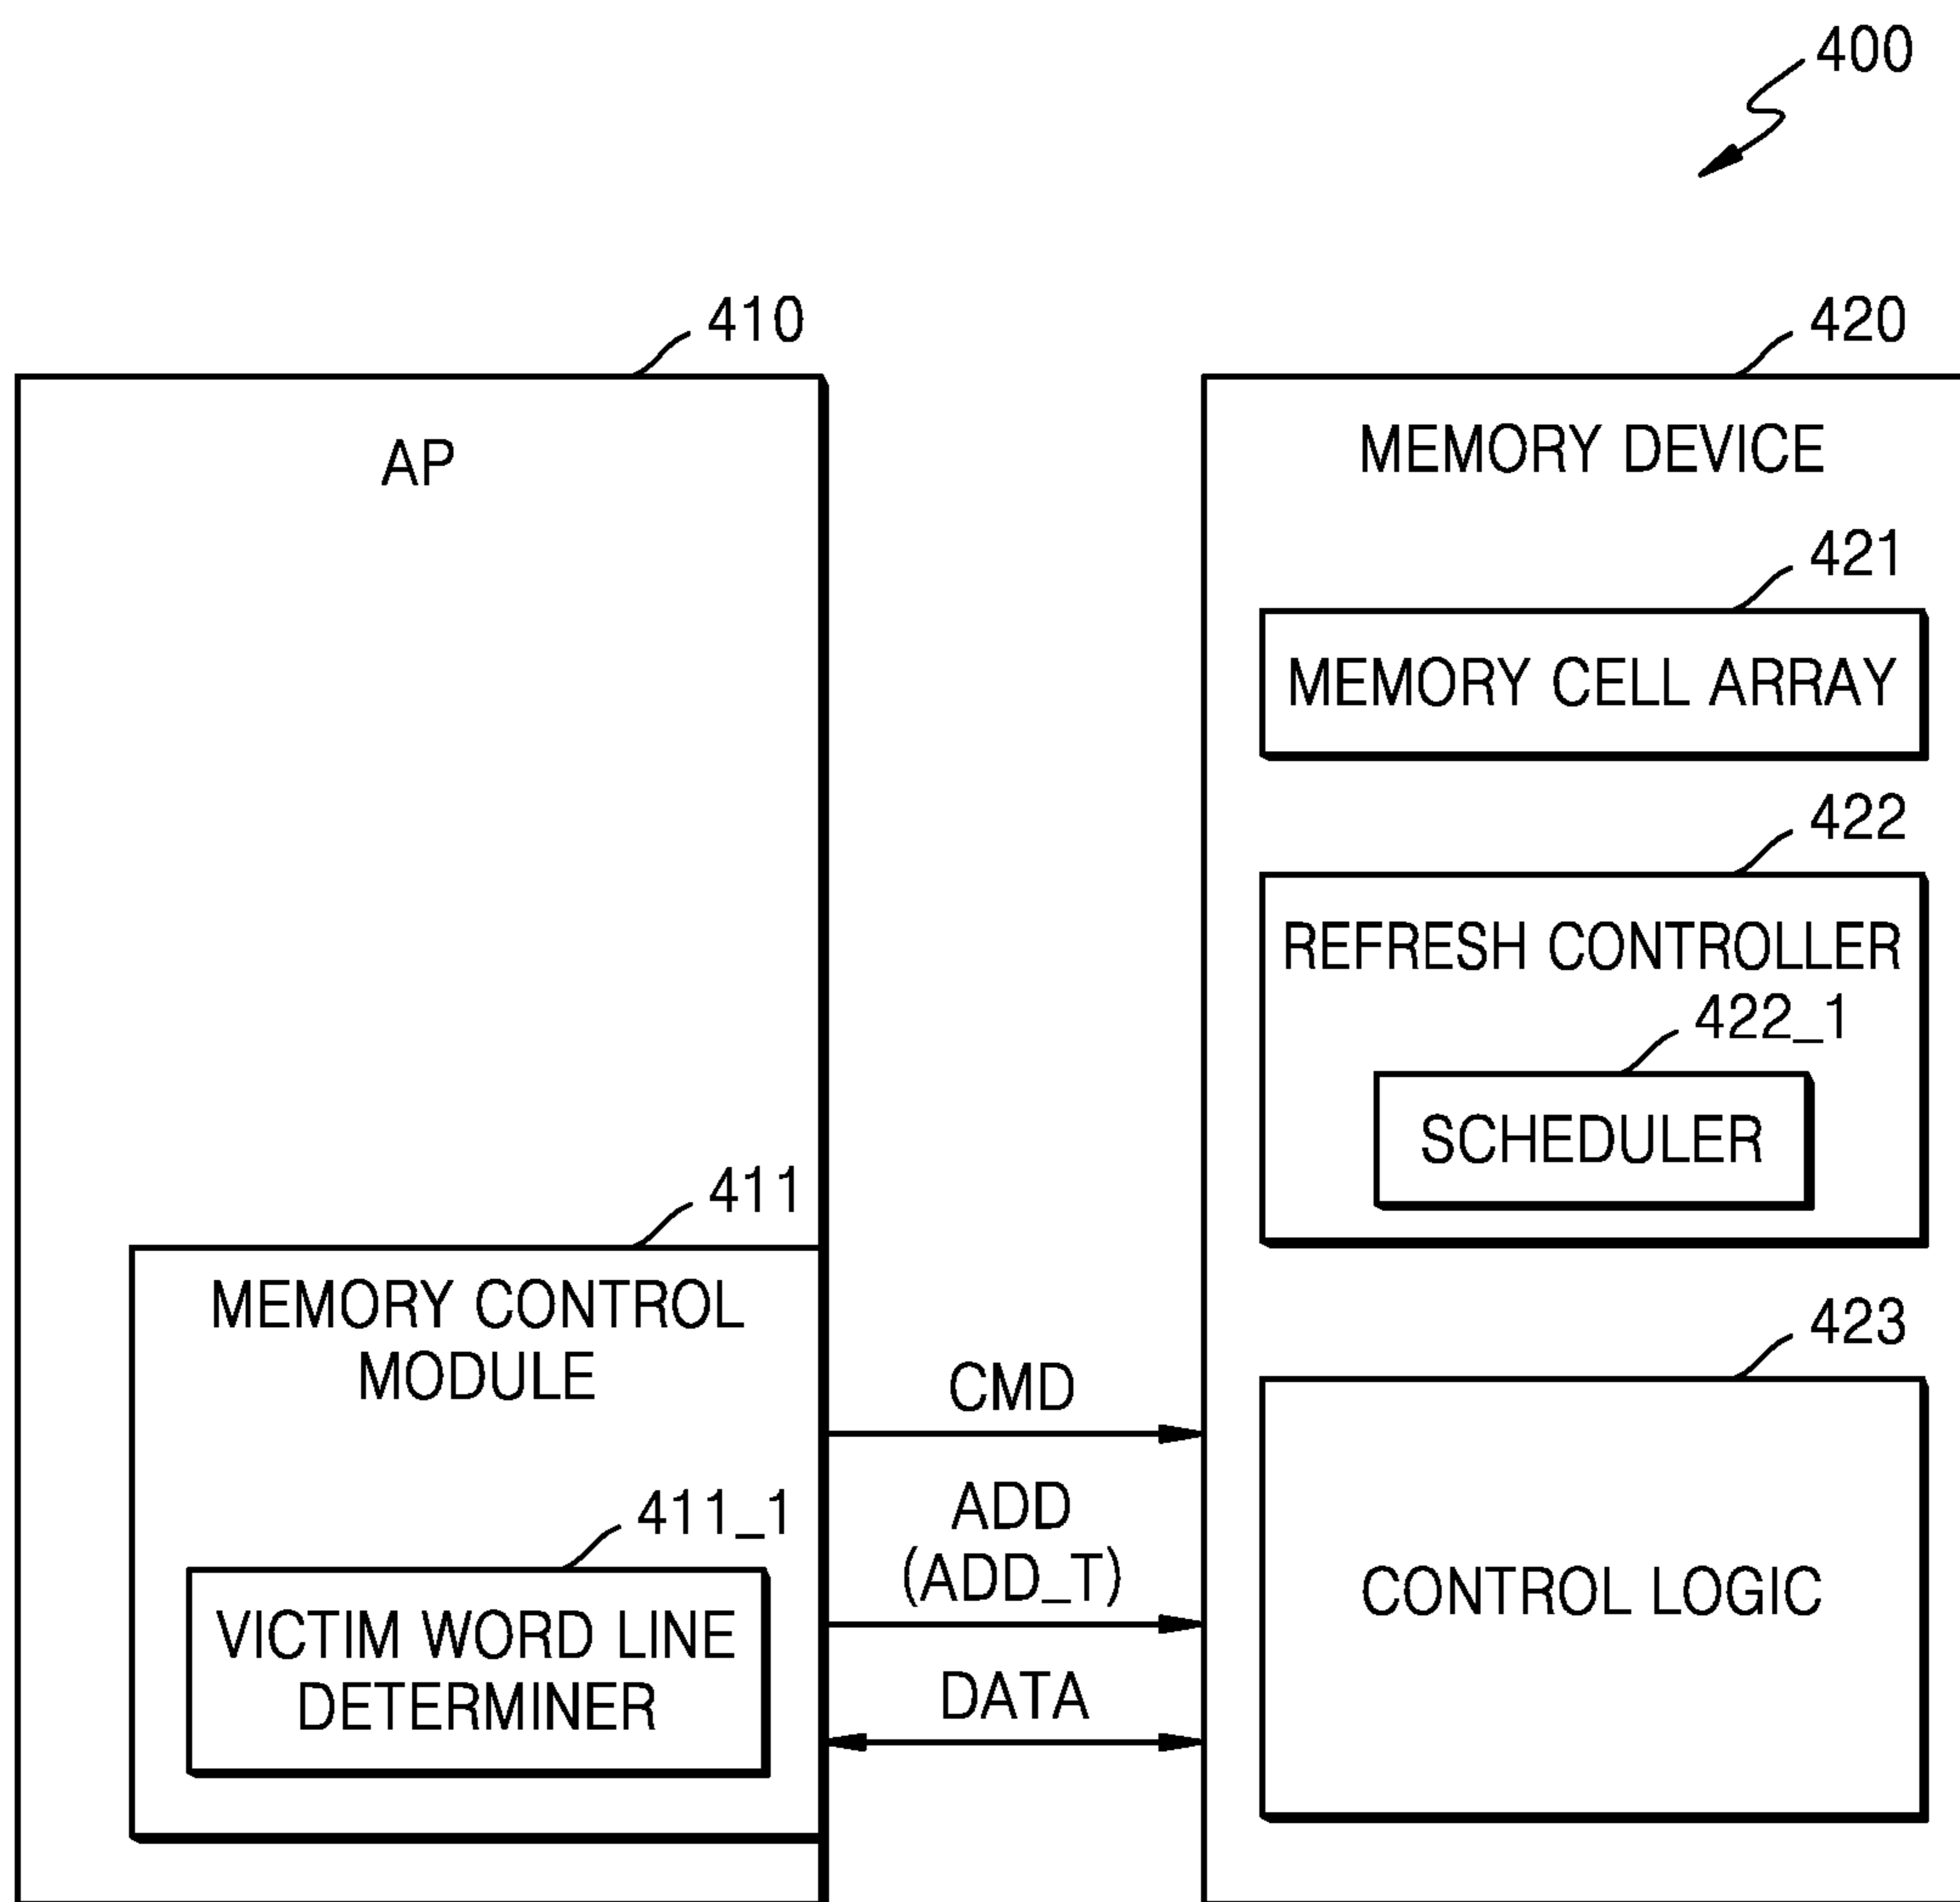 400
410
AP
411
MEMORY CONTROL
MODULE
411_1
VICTIM WORD LINE
DETERMINER
CMD
ADD
(ADD_T)
DATA
420
MEMORY DEVICE
421
MEMORY CELL ARRAY
422
REFRESH CONTROLLER
422_1
SCHEDULER
423
CONTROL LOGIC